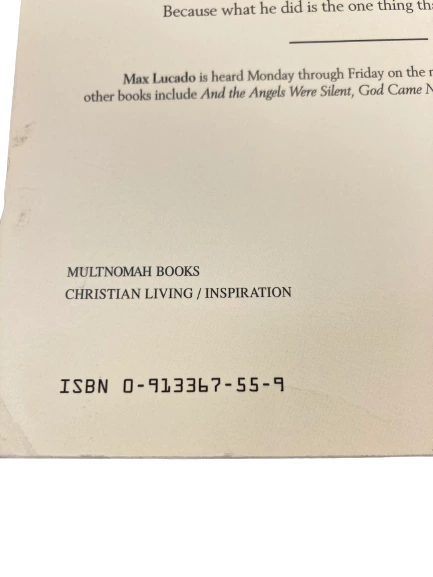 Because what he did is the one thing
Max Lucado is heard Monday through Friday on the
other books include And the Angels Were Silent, God Came
MULTNOMAH BOOKS
CHRISTIAN LIVING / INSPIRATION
ISBN 0-913367-55-9